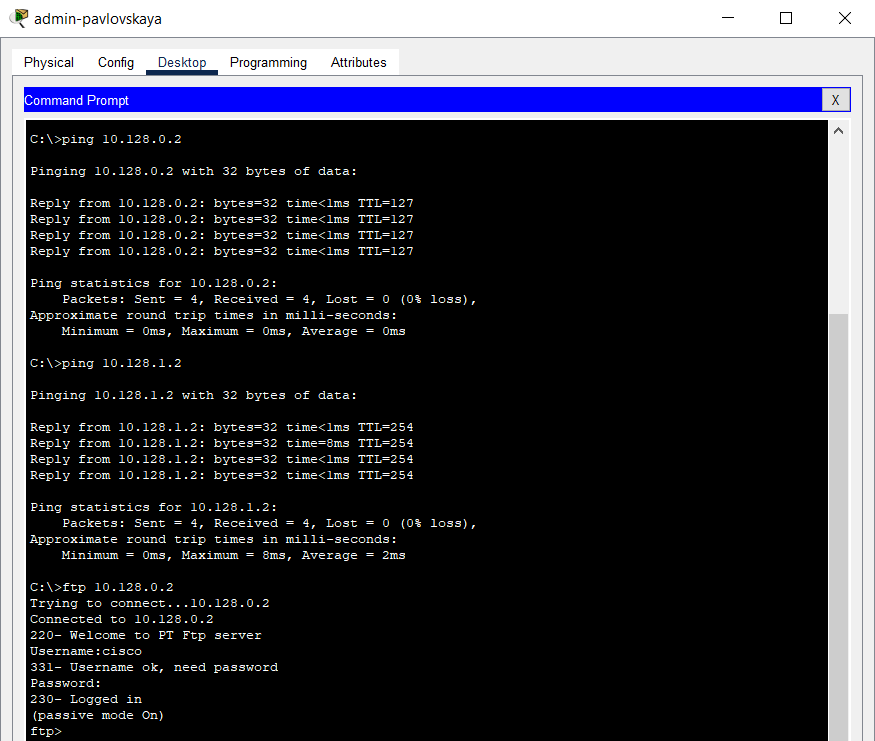 admin-pavlovskaya
Physical Config Desktop Programming Attributes
Command Prompt X
C:\>ping 10.128.0.2
Pinging 10.128.0.2 with 32 bytes of data:
Reply from 10.128.0.2: bytes=32 time<1ms TTL=127
Reply from 10.128.0.2: bytes=32 time<1ms TTL=127
Reply from 10.128.0.2: bytes=32 time<1ms TTL=127
Reply from 10.128.0.2: bytes=32 time<1ms TTL=127
Ping statistics for 10.128.0.2:
    Packets: Sent = 4, Received = 4, Lost = 0 (0% loss),
Approximate round trip times in milli-seconds:
    Minimum = 0ms, Maximum = 0ms, Average = 0ms
C:\>ping 10.128.1.2
Pinging 10.128.1.2 with 32 bytes of data:
Reply from 10.128.1.2: bytes=32 time<1ms TTL=254
Reply from 10.128.1.2: bytes=32 time=8ms TTL=254
Reply from 10.128.1.2: bytes=32 time<1ms TTL=254
Reply from 10.128.1.2: bytes=32 time<1ms TTL=254
Ping statistics for 10.128.1.2:
    Packets: Sent = 4, Received = 4, Lost = 0 (0% loss),
Approximate round trip times in milli-seconds:
    Minimum = 0ms, Maximum = 8ms, Average = 2ms
C:\>ftp 10.128.0.2
Trying to connect...10.128.0.2
Connected to 10.128.0.2
220- Welcome to PT Ftp server
Username:cisco
331- Username ok, need password
Password:
230- Logged in
(passive mode On)
ftp>